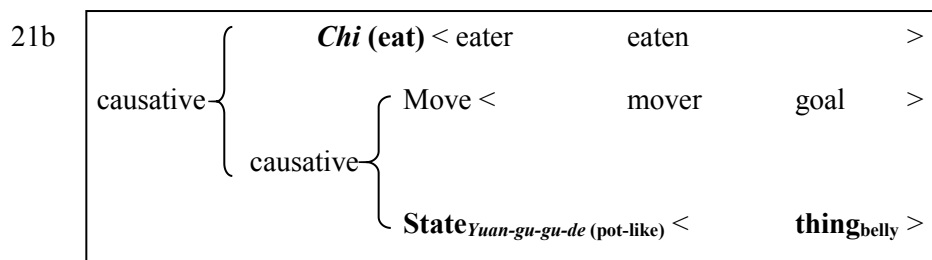 21b Chi (eat) < eater eaten >
causative Move < mover goal >
causative
State Yuan-gu-gu-de (pot-like) < thing belly >